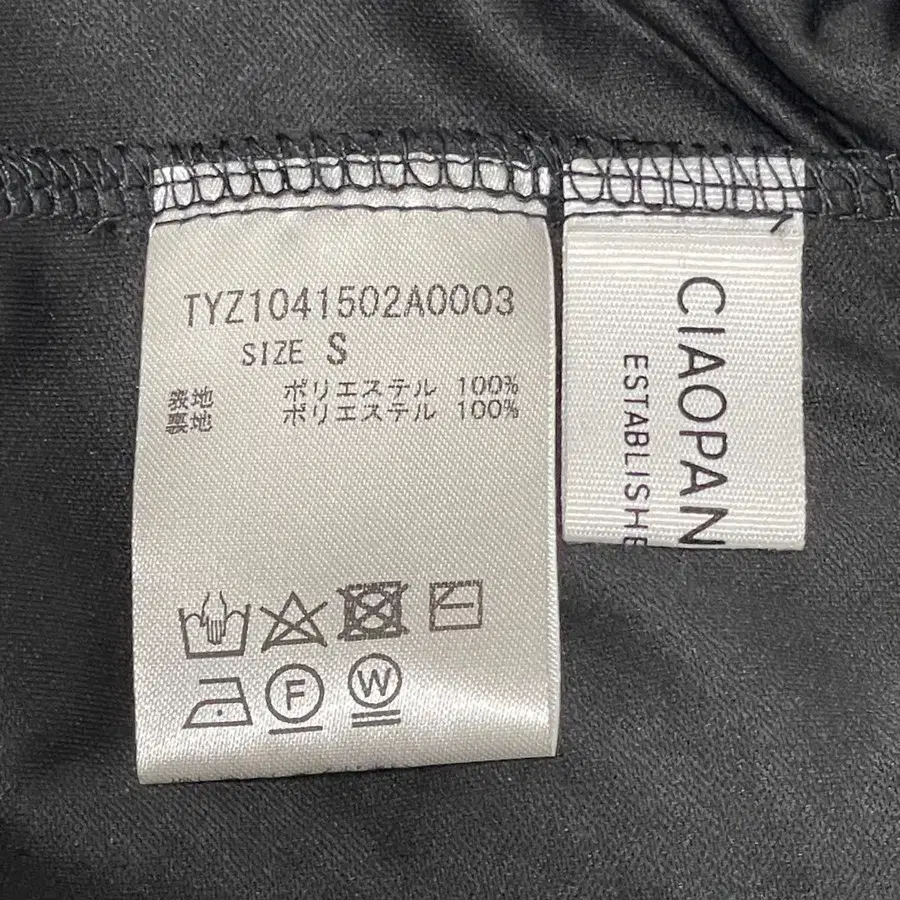 TYZ1041502A0003
SIZE S
表地 ポリエステル 100%
裏地 ポリエステル 100%
F W
CIAOPAN
ESTABLISHE